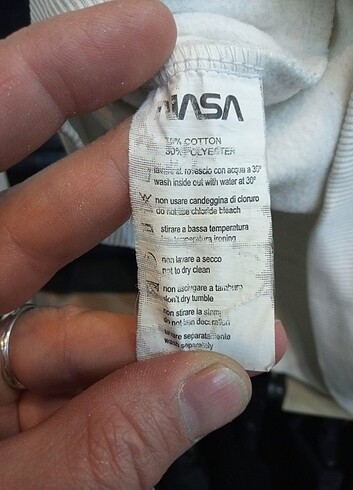 NASA
% COTTON
30% POLYESTER
lavare al rovescio con acqua a 30°
wash inside out with water at 30°
non usare candeggina di cloruro
do not use chloride bleach
stirare a bassa temperatura
low temperature ironing
non lavare a secco
not to dry clean
non asciugare a tamburo
don't dry tumble
non stirare la
do not iron decoration
lavare separatamente
wash separately